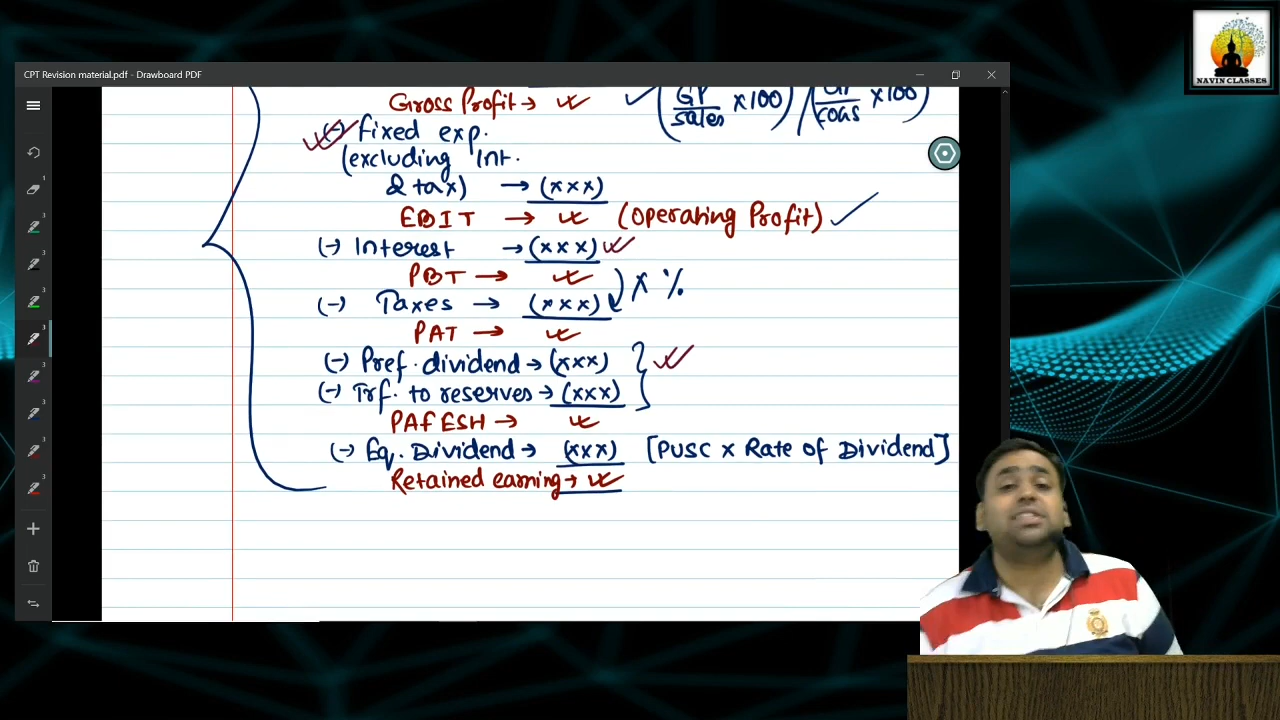 NAVIN CLASSES
CPT Revision material.pdf - Drawboard PDF
Gross Profit → (GP/sales x100) / (GP/COGS x100)
(-) fixed exp.
(excluding Int.
& tax) → (xxx)
EBIT → (Operating Profit)
(-) Interest → (xxx)
PBT → x %
(-) Taxes → (xxx)
PAT →
(-) Pref. dividend → (xxx)
(-) Trf. to reserves → (xxx)
PAFESH →
(-) Eq. Dividend → (xxx) [PUSC x Rate of Dividend]
Retained earning →